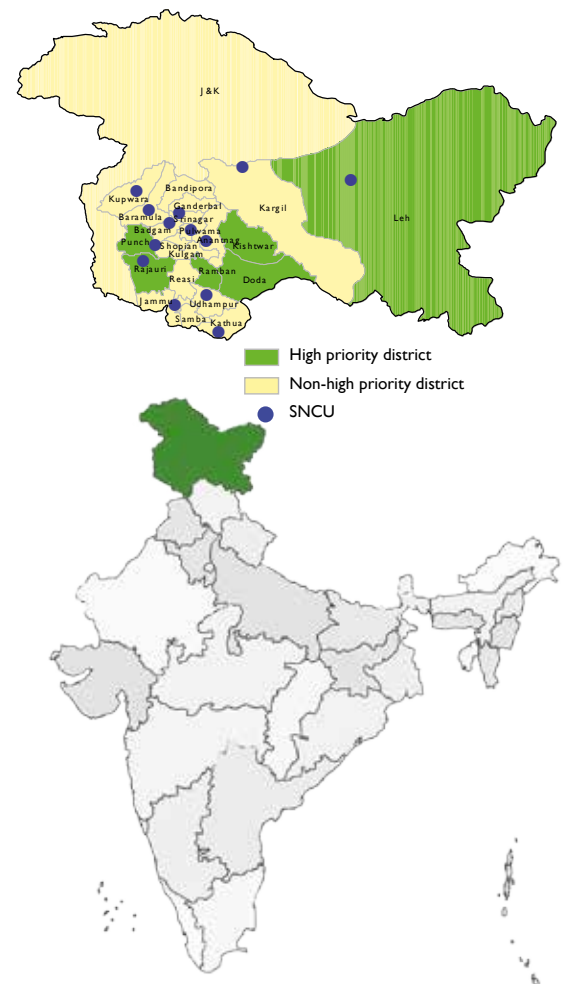 J & K
Bandipora
Kupwara
Ganderbal
Kargil
Baramula
Srinagar
Leh
Badgam
Pulwama
Punch
Anantnag
Shopian
Kishtwar
Kulgam
Rajauri
Ramban
Reasi
Doda
Jammu
Udhampur
Samba
Kathua
High priority district
Non-high priority district
SNCU